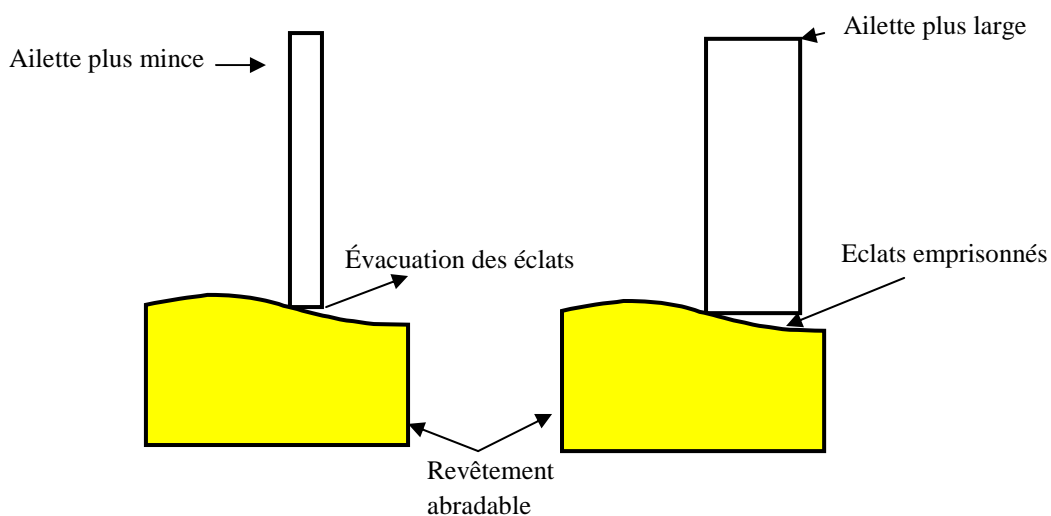 Ailette plus mince
Ailette plus large
Évacuation des éclats
Eclats emprisonnés
Revêtement
abradable